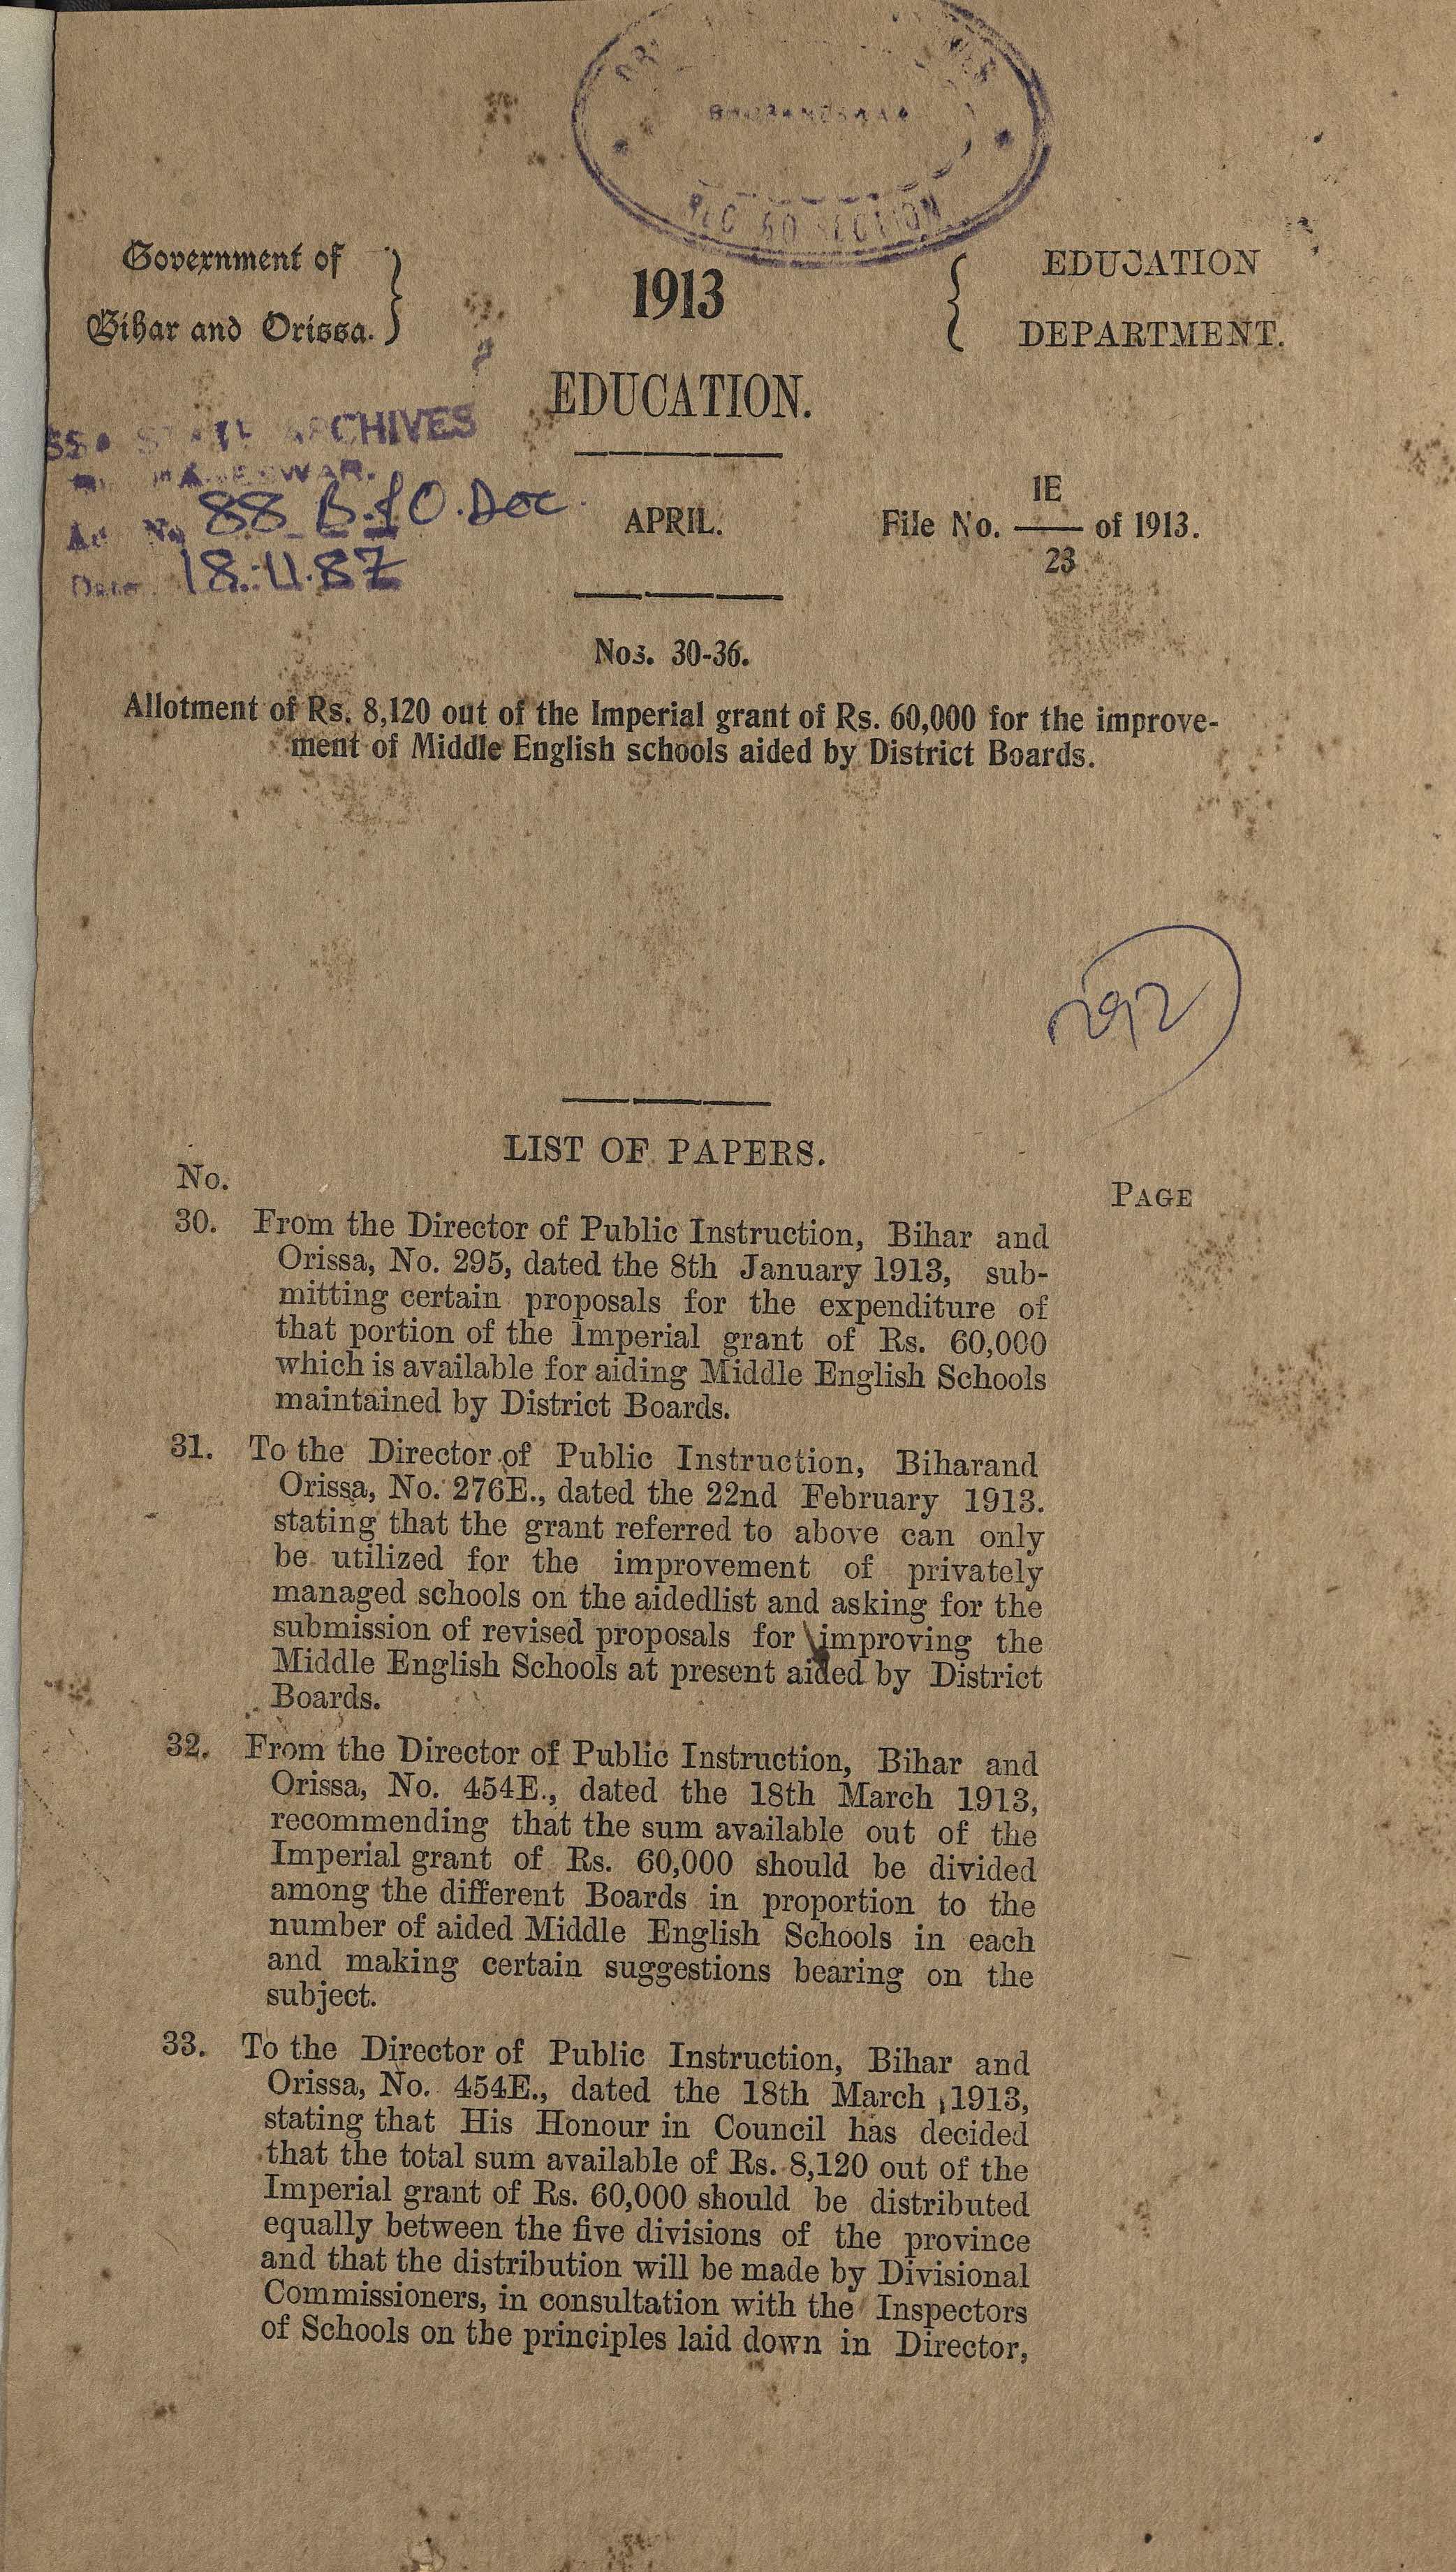 RECORD SECTION
Government of
Bihar and Orissa.
1913
EDUCATION
DEPARTMENT.
EDUCATION.
ARCHIVES
88 B.&O. Doc
Date 18.11.87
APRIL.
File No. 1E/23 of 1913.
Nos. 30-36.
Allotment of Rs. 8,120 out of the Imperial grant of Rs. 60,000 for the improve-
ment of Middle English schools aided by District Boards.
292
LIST OF PAPERS.
No.
PAGE
30. From the Director of Public Instruction, Bihar and
Orissa, No. 295, dated the 8th January 1913, sub-
mitting certain proposals for the expenditure of
that portion of the Imperial grant of Rs. 60,000
which is available for aiding Middle English Schools
maintained by District Boards.
31. To the Director of Public Instruction, Biharand
Orissa, No. 276E., dated the 22nd February 1913.
stating that the grant referred to above can only
be utilized for the improvement of privately
managed schools on the aidedlist and asking for the
submission of revised proposals for improving the
Middle English Schools at present aided by District
Boards.
32. From the Director of Public Instruction, Bihar and
Orissa, No. 454E., dated the 18th March 1913,
recommending that the sum available out of the
Imperial grant of Rs. 60,000 should be divided
among the different Boards in proportion to the
number of aided Middle English Schools in each
and making certain suggestions bearing on the
subject.
33. To the Director of Public Instruction, Bihar and
Orissa, No. 454E., dated the 18th March 1913,
stating that His Honour in Council has decided
that the total sum available of Rs. 8,120 out of the
Imperial grant of Rs. 60,000 should be distributed
equally between the five divisions of the province
and that the distribution will be made by Divisional
Commissioners, in consultation with the Inspectors
of Schools on the principles laid down in Director,